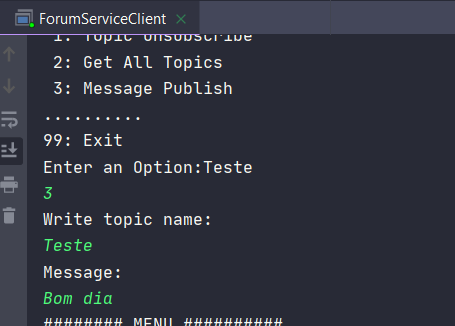 ForumServiceClient
1: Topic Unsubscribe
2: Get All Topics
3: Message Publish
..........
99: Exit
Enter an Option:Teste
3
Write topic name:
Teste
Message:
Bom dia
######## MENU ##########